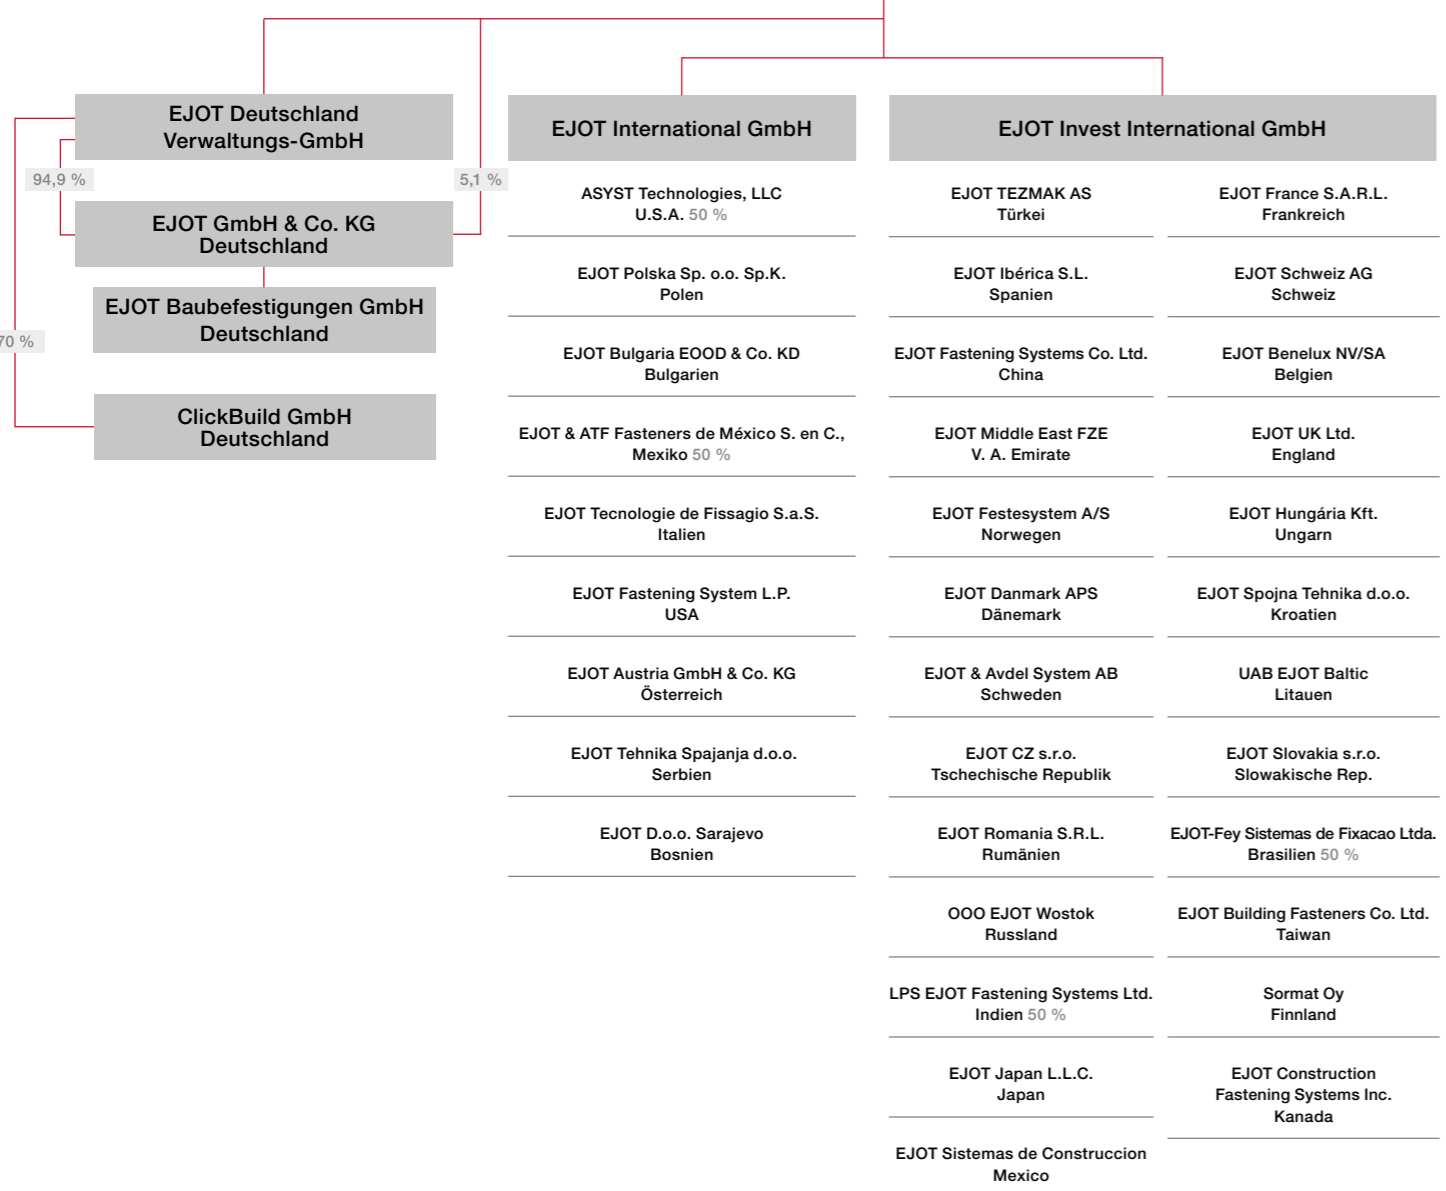 EJOT Deutschland
Verwaltungs-GmbH
94,9 %
5,1 %
EJOT GmbH & Co. KG
Deutschland
EJOT Baubefestigungen GmbH
Deutschland
70 %
ClickBuild GmbH
Deutschland
EJOT International GmbH
ASYST Technologies, LLC
U.S.A. 50 %
EJOT Polska Sp. o.o. Sp.K.
Polen
EJOT Bulgaria EOOD & Co. KD
Bulgarien
EJOT & ATF Fasteners de México S. en C.,
Mexiko 50 %
EJOT Tecnologie de Fissagio S.a.S.
Italien
EJOT Fastening System L.P.
USA
EJOT Austria GmbH & Co. KG
Österreich
EJOT Tehnika Spajanja d.o.o.
Serbien
EJOT D.o.o. Sarajevo
Bosnien
EJOT Invest International GmbH
EJOT TEZMAK AS
Türkei
EJOT Ibérica S.L.
Spanien
EJOT Fastening Systems Co. Ltd.
China
EJOT Middle East FZE
V. A. Emirate
EJOT Festesystem A/S
Norwegen
EJOT Danmark APS
Dänemark
EJOT & Avdel System AB
Schweden
EJOT CZ s.r.o.
Tschechische Republik
EJOT Romania S.R.L.
Rumänien
OOO EJOT Wostok
Russland
LPS EJOT Fastening Systems Ltd.
Indien 50 %
EJOT Japan L.L.C.
Japan
EJOT Sistemas de Construccion
Mexico
EJOT France S.A.R.L.
Frankreich
EJOT Schweiz AG
Schweiz
EJOT Benelux NV/SA
Belgien
EJOT UK Ltd.
England
EJOT Hungária Kft.
Ungarn
EJOT Spojna Tehnika d.o.o.
Kroatien
UAB EJOT Baltic
Litauen
EJOT Slovakia s.r.o.
Slowakische Rep.
EJOT-Fey Sistemas de Fixacao Ltda.
Brasilien 50 %
EJOT Building Fasteners Co. Ltd.
Taiwan
Sormat Oy
Finnland
EJOT Construction
Fastening Systems Inc.
Kanada